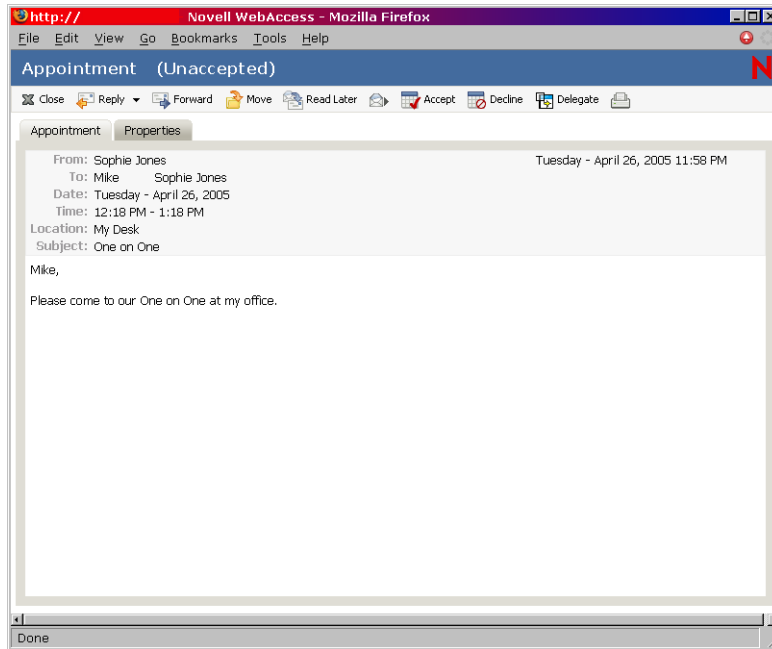 http:// Novell WebAccess - Mozilla Firefox
File Edit View Go Bookmarks Tools Help
Appointment (Unaccepted)
N
Close Reply Forward Move Read Later Accept Decline Delegate
Appointment Properties
From: Sophie Jones Tuesday - April 26, 2005 11:58 PM
To: Mike Sophie Jones
Date: Tuesday - April 26, 2005
Time: 12:18 PM - 1:18 PM
Location: My Desk
Subject: One on One
Mike,
Please come to our One on One at my office.
Done